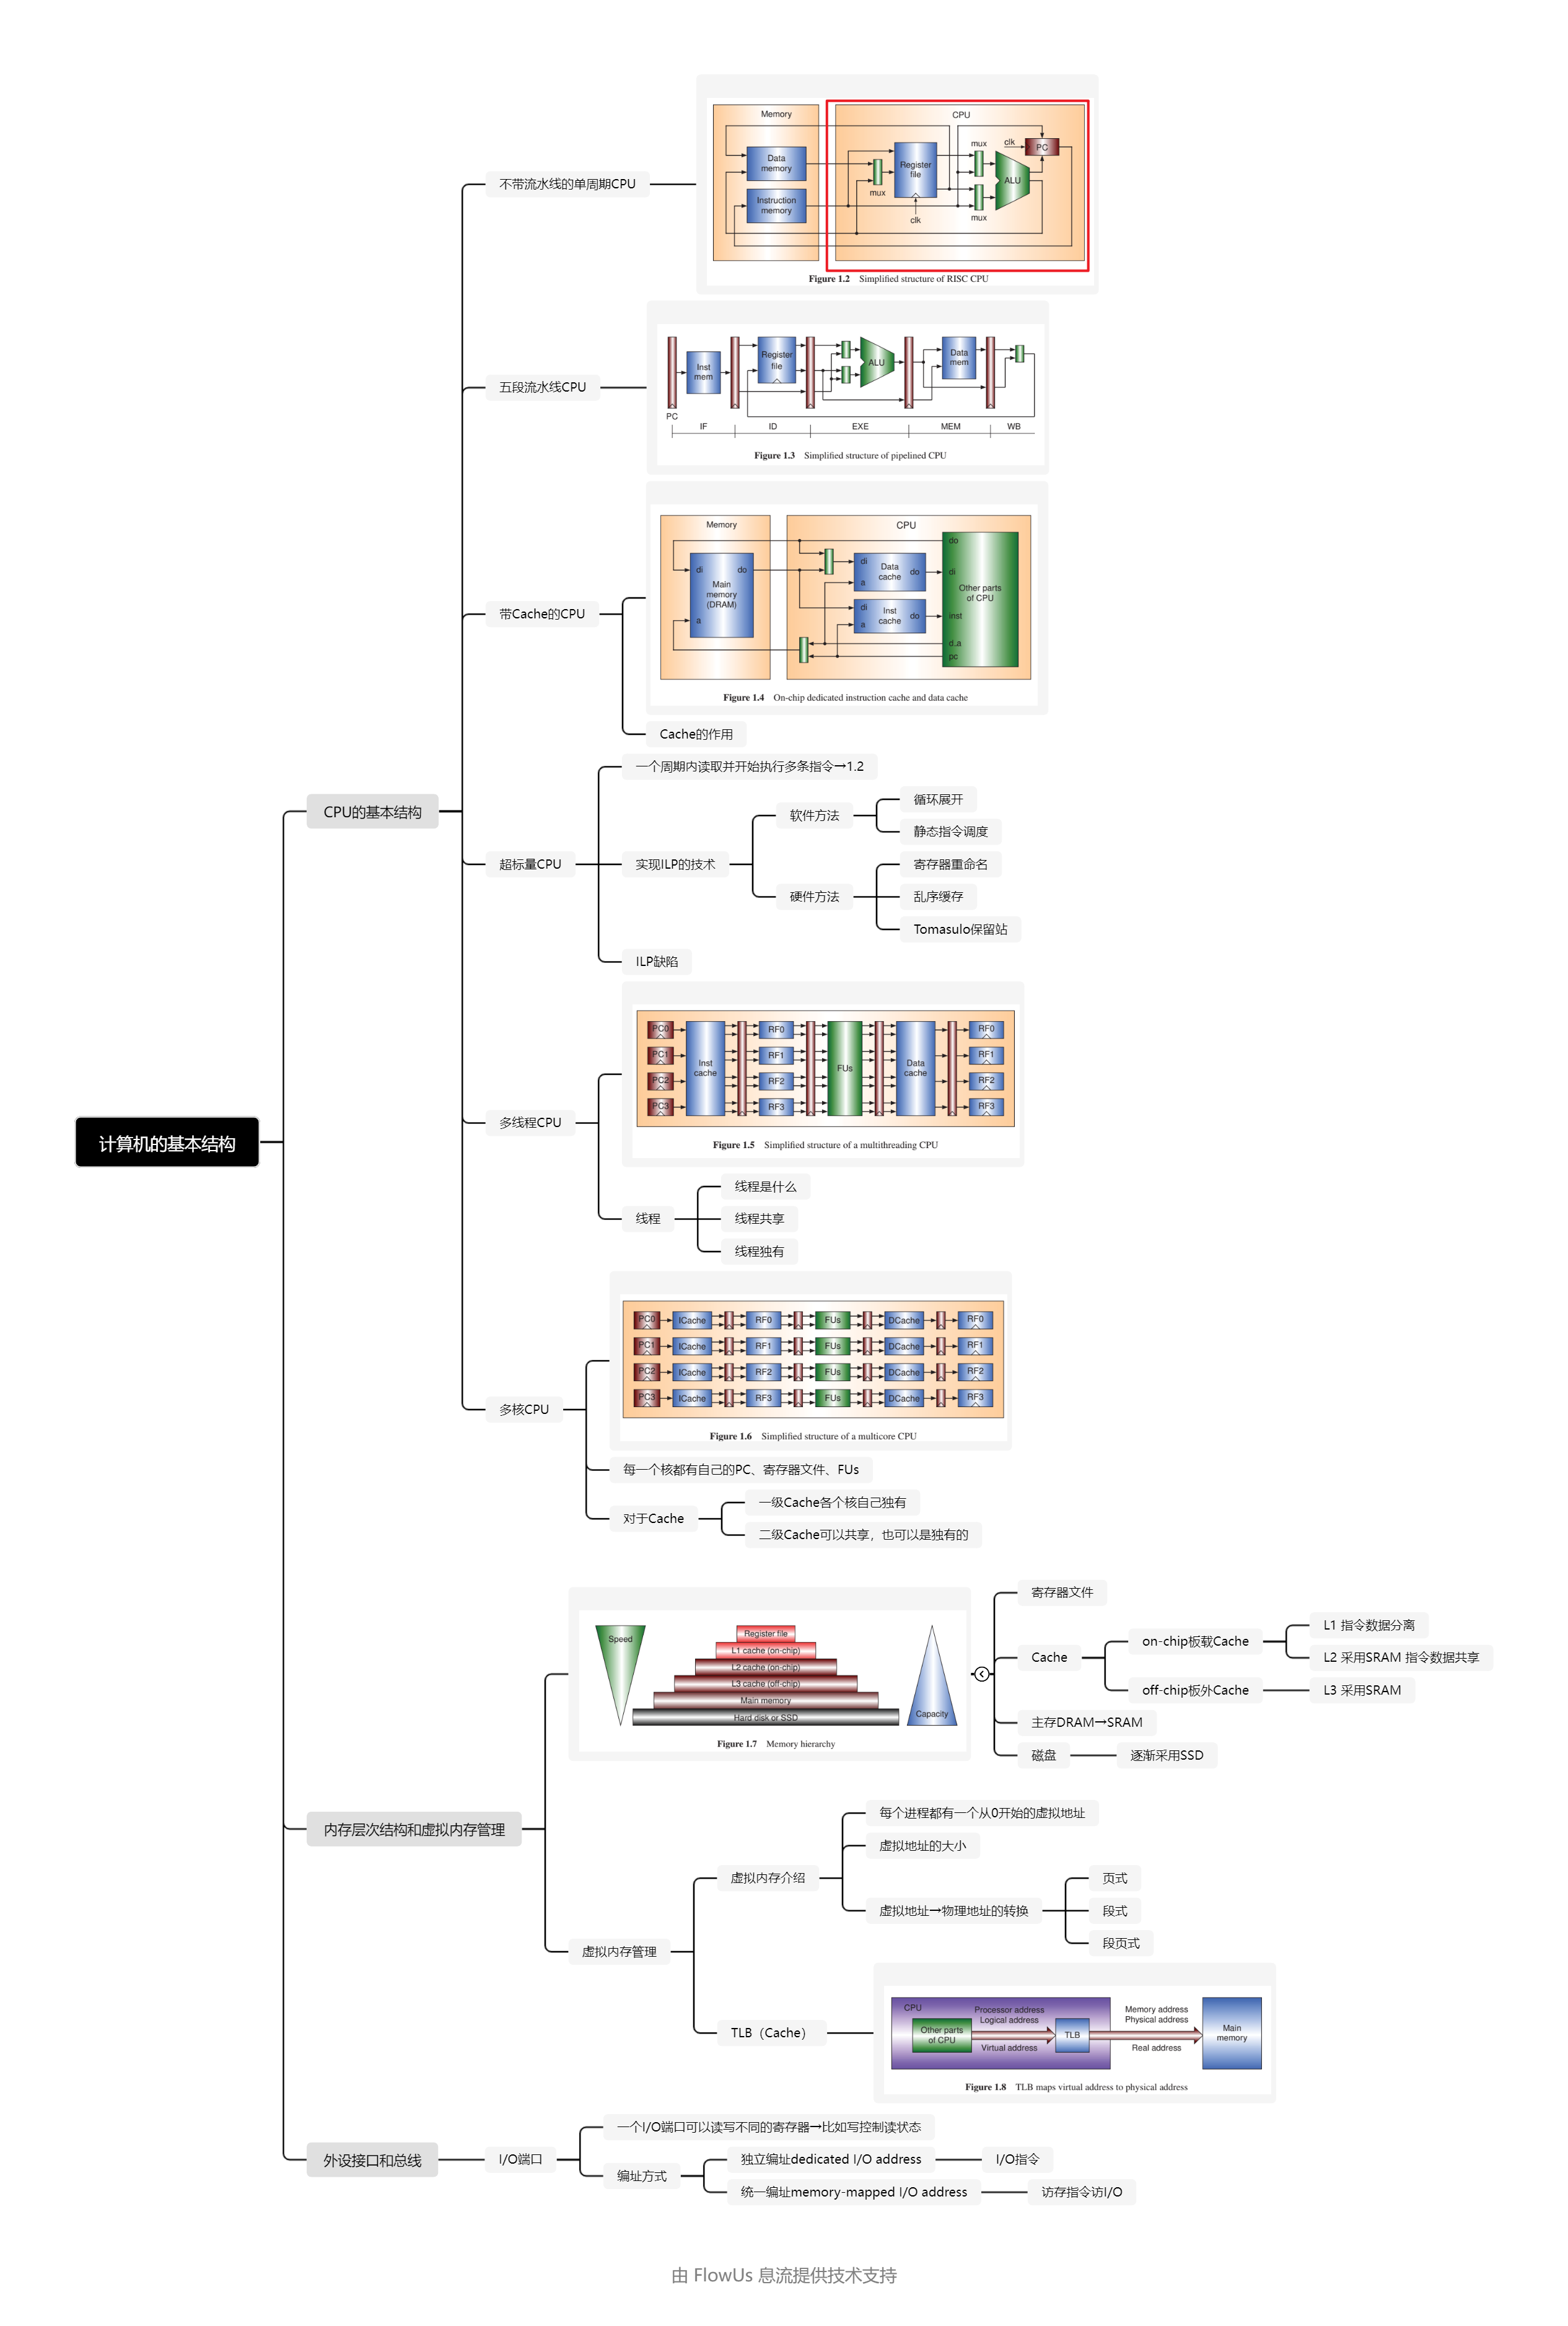 计算机的基本结构
CPU的基本结构
不带流水线的单周期CPU
Memory
CPU
Data
memory
Instruction
memory
mux
Register
file
clk
mux
mux
ALU
clk
PC
Figure 1.2 Simplified structure of RISC CPU
五段流水线CPU
PC
Inst
mem
Register
file
ALU
Data
mem
IF
ID
EXE
MEM
WB
Figure 1.3 Simplified structure of pipelined CPU
带Cache的CPU
Memory
CPU
di
do
Main
memory
(DRAM)
a
di
Data
cache
do
a
di
Inst
cache
do
a
do
di
Other parts
of CPU
inst
d_a
pc
Figure 1.4 On-chip dedicated instruction cache and data cache
Cache的作用
超标量CPU
一个周期内读取并开始执行多条指令→1.2
实现ILP的技术
软件方法
循环展开
静态指令调度
硬件方法
寄存器重命名
乱序缓存
Tomasulo保留站
ILP缺陷
多线程CPU
PC0
PC1
PC2
PC3
Inst
cache
RF0
RF1
RF2
RF3
FUs
Data
cache
RF0
RF1
RF2
RF3
Figure 1.5 Simplified structure of a multithreading CPU
线程
线程是什么
线程共享
线程独有
多核CPU
PC0 ICache RF0 FUs DCache RF0
PC1 ICache RF1 FUs DCache RF1
PC2 ICache RF2 FUs DCache RF2
PC3 ICache RF3 FUs DCache RF3
Figure 1.6 Simplified structure of a multicore CPU
每一个核都有自己的PC、寄存器文件、FUs
对于Cache
一级Cache各个核自己独有
二级Cache可以共享，也可以是独有的
内存层次结构和虚拟内存管理
Speed
Register file
L1 cache (on-chip)
L2 cache (on-chip)
L3 cache (off-chip)
Main memory
Hard disk or SSD
Capacity
Figure 1.7 Memory hierarchy
寄存器文件
Cache
on-chip板载Cache
L1 指令数据分离
L2 采用SRAM 指令数据共享
off-chip板外Cache
L3 采用SRAM
主存DRAM→SRAM
磁盘
逐渐采用SSD
虚拟内存管理
虚拟内存介绍
每个进程都有一个从0开始的虚拟地址
虚拟地址的大小
虚拟地址→物理地址的转换
页式
段式
段页式
TLB（Cache）
CPU
Other parts
of CPU
Processor address
Logical address
Virtual address
TLB
Memory address
Physical address
Real address
Main
memory
Figure 1.8 TLB maps virtual address to physical address
外设接口和总线
I/O端口
一个I/O端口可以读写不同的寄存器→比如写控制读状态
编址方式
独立编址dedicated I/O address
I/O指令
统一编址memory-mapped I/O address
访存指令访I/O
由 FlowUs 息流提供技术支持